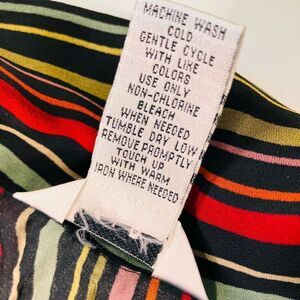 MACHINE WASH
COLD
GENTLE CYCLE
WITH LIKE
COLORS
USE ONLY
NON-CHLORINE
BLEACH
WHEN NEEDED
TUMBLE DRY LOW
REMOVE PROMPTLY
TOUCH UP
WITH WARM
IRON WHERE NEEDED